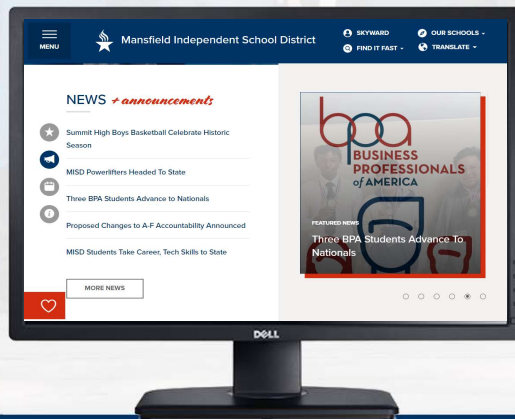 MENU
Mansfield Independent School District
SKYWARD
OUR SCHOOLS
FIND IT FAST
TRANSLATE
NEWS + announcements
Summit High Boys Basketball Celebrate Historic
Season
MISD Powerlifters Headed To State
Three BPA Students Advance to Nationals
Proposed Changes to A-F Accountability Announced
MISD Students Take Career, Tech Skills to State
MORE NEWS
bpa
BUSINESS
PROFESSIONALS
of AMERICA
FEATURED NEWS
Three BPA Students Advance To
Nationals
DELL